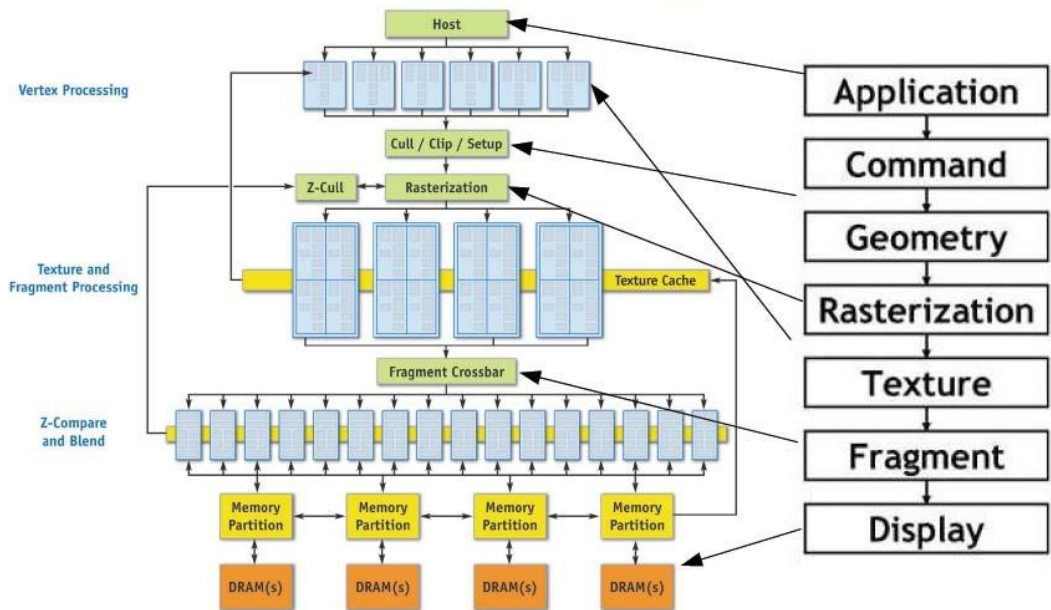 Host
Vertex Processing
Cull / Clip / Setup
Z-Cull
Rasterization
Texture and
Fragment Processing
Texture Cache
Fragment Crossbar
Z-Compare
and Blend
Memory
Partition
Memory
Partition
Memory
Partition
Memory
Partition
DRAM(s)
DRAM(s)
DRAM(s)
DRAM(s)
Application
Command
Geometry
Rasterization
Texture
Fragment
Display